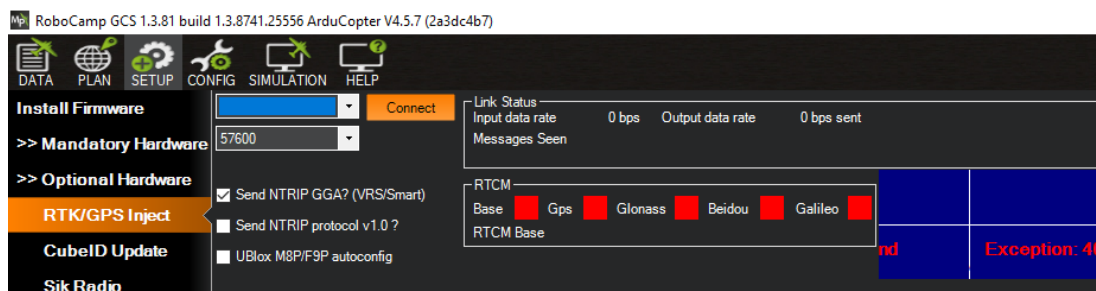 RoboCamp GCS 1.3.81 build 1.3.8741.25556 ArduCopter V4.5.7 (2a3dc4b7)
DATA PLAN SETUP CONFIG SIMULATION HELP
Install Firmware
>> Mandatory Hardware
>> Optional Hardware
RTK/GPS Inject
CubeID Update
Sik Radio
Connect
57600
Send NTRIP GGA? (VRS/Smart)
Send NTRIP protocol v1.0 ?
UBlox M8P/F9P autoconfig
Link Status
Input data rate 0 bps Output data rate 0 bps sent
Messages Seen
RTCM
Base Gps Glonass Beidou Galileo
RTCM Base
nd Exception: 4